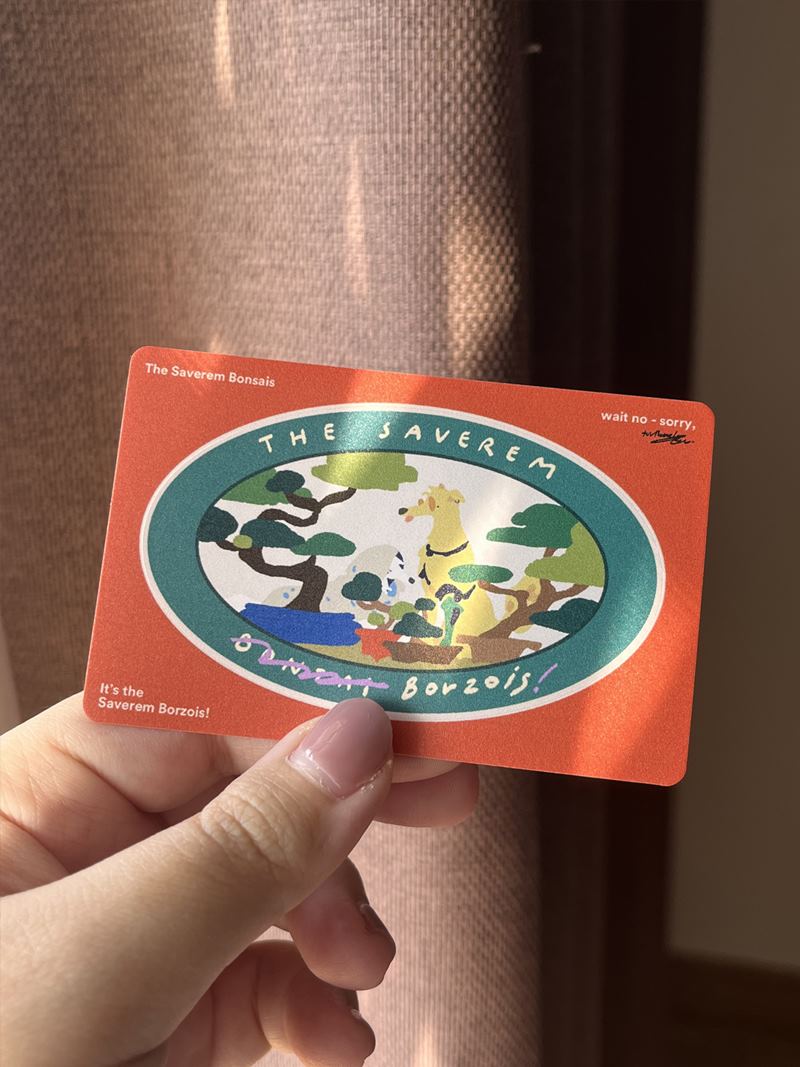 The Saverem Bonsais
wait no - sorry,
THE SAVEREM
Borzois!
It's the
Saverem Borzois!